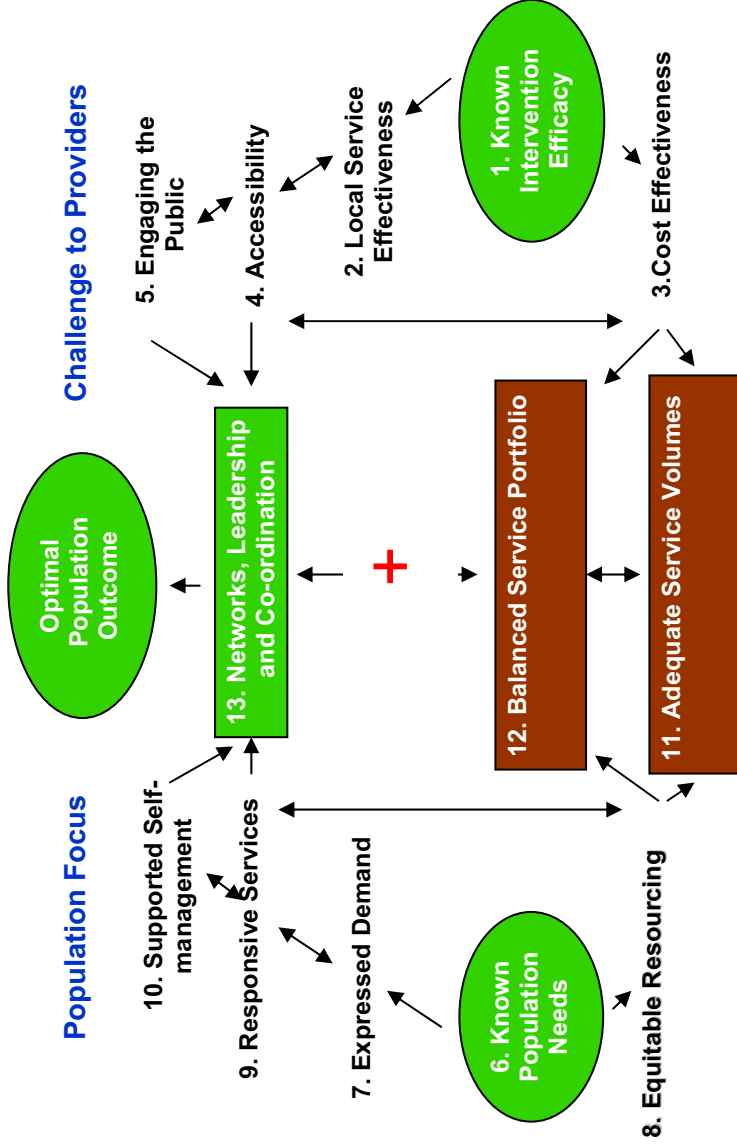 Population Focus
Challenge to Providers
Optimal
Population
Outcome
10. Supported Self-
management
9. Responsive Services
7. Expressed Demand
6. Known
Population
Needs
8. Equitable Resourcing
13. Networks, Leadership
and Co-ordination
+
12. Balanced Service Portfolio
11. Adequate Service Volumes
5. Engaging the
Public
4. Accessibility
2. Local Service
Effectiveness
1. Known
Intervention
Efficacy
3.Cost Effectiveness